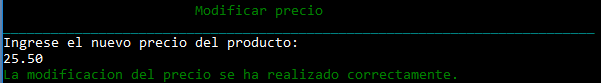 Modificar precio
Ingrese el nuevo precio del producto:
25.50
La modificacion del precio se ha realizado correctamente.